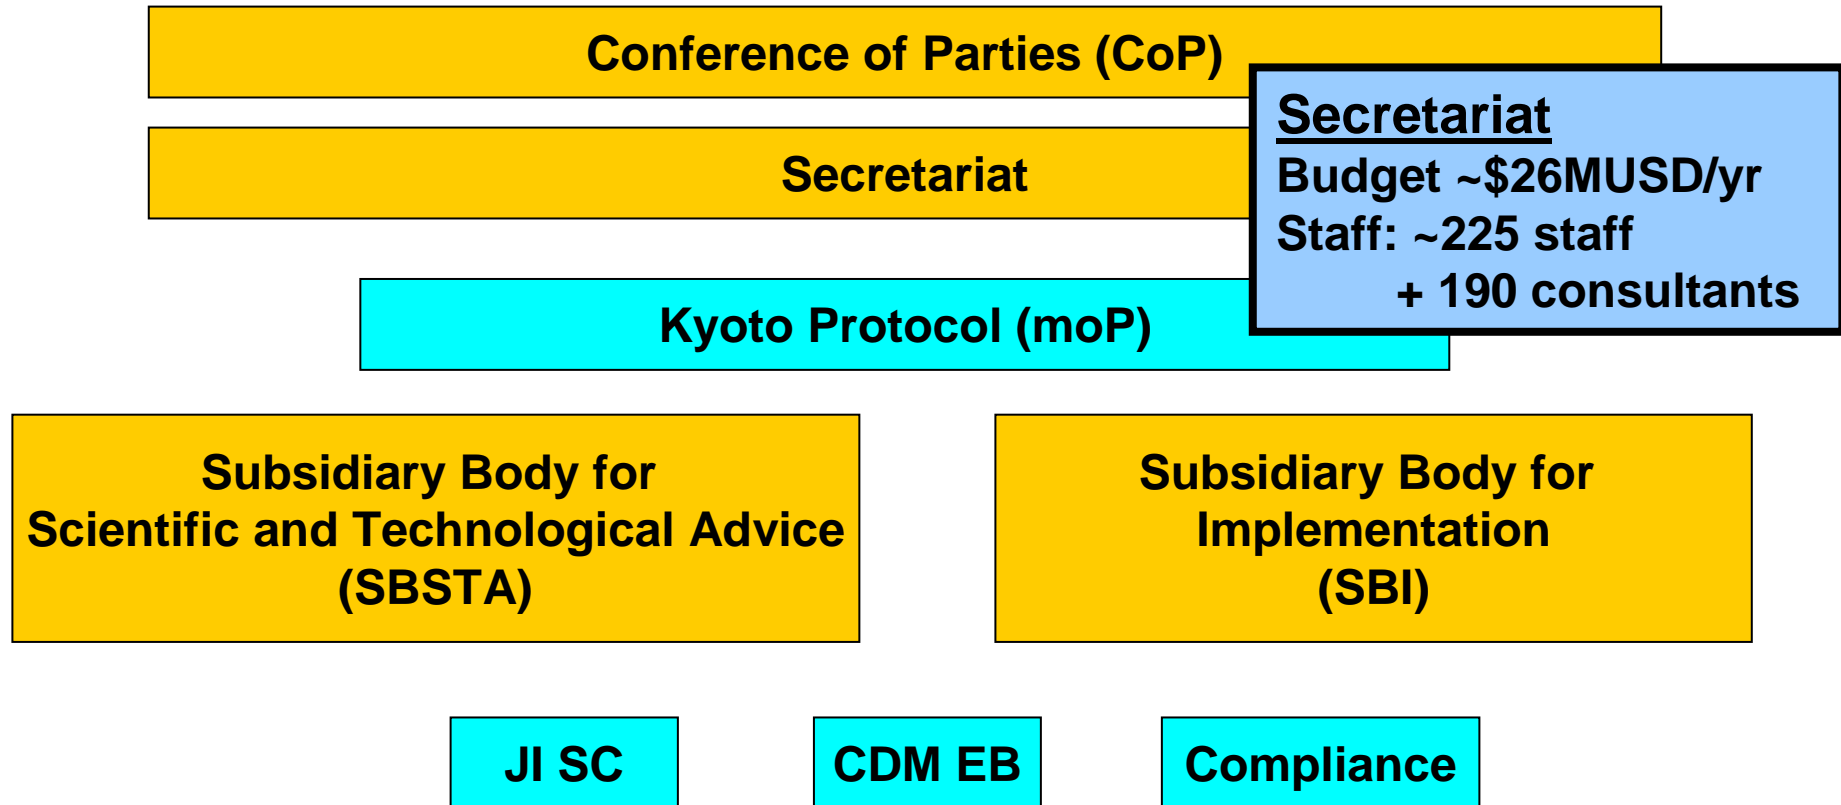 Conference of Parties (CoP)
Secretariat
Secretariat
Budget ~$26MUSD/yr
Staff: ~225 staff
+ 190 consultants
Kyoto Protocol (moP)
Subsidiary Body for
Scientific and Technological Advice
(SBSTA)
Subsidiary Body for
Implementation
(SBI)
JI SC
CDM EB
Compliance